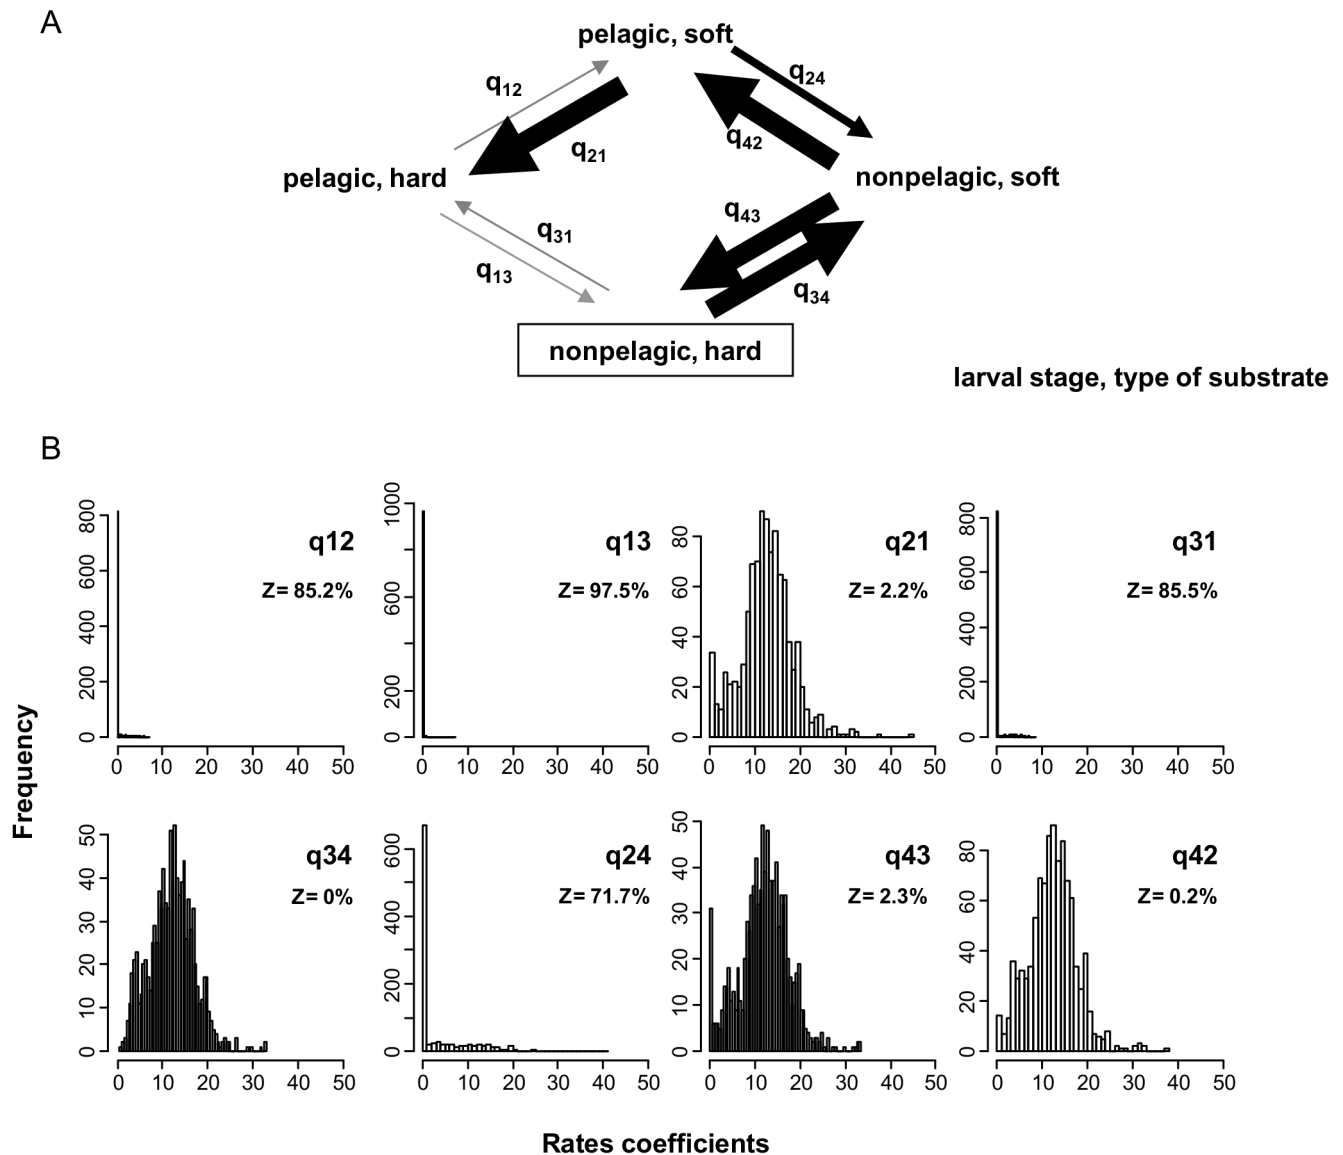 A
pelagic, soft
q12
q24
q21
q42
pelagic, hard
nonpelagic, soft
q43
q31
q13
q34
nonpelagic, hard
larval stage, type of substrate
B
Frequency
q12
Z= 85.2%
800
600
400
200
0
0 10 20 30 40 50
q13
Z= 97.5%
1000
600
200
0
0 10 20 30 40 50
q21
Z= 2.2%
80
60
40
20
0
0 10 20 30 40 50
q31
Z= 85.5%
800
600
400
200
0
0 10 20 30 40 50
q34
Z= 0%
50
40
30
20
10
0
0 10 20 30 40 50
q24
Z= 71.7%
600
400
200
0
0 10 20 30 40 50
q43
Z= 2.3%
50
40
30
20
10
0
0 10 20 30 40 50
q42
Z= 0.2%
80
60
40
20
0
0 10 20 30 40 50
Rates coefficients